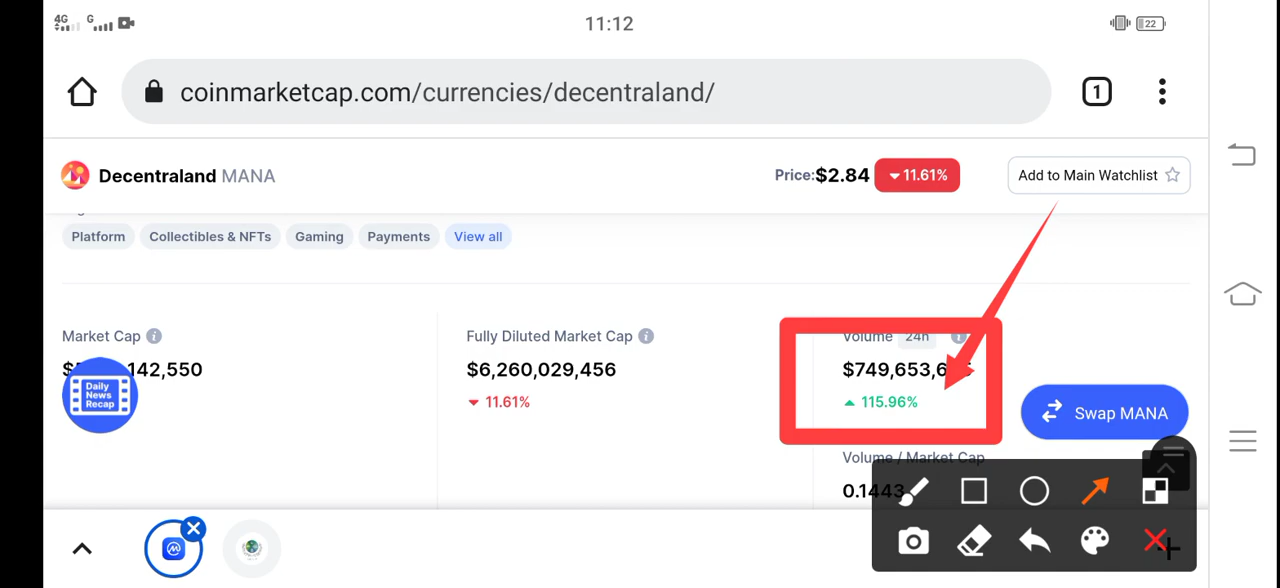 4G G 11:12 22
coinmarketcap.com/currencies/decentraland/ 1
Decentraland MANA Price:$2.84 11.61% Add to Main Watchlist
Platform Collectibles & NFTs Gaming Payments View all
Market Cap Fully Diluted Market Cap Volume 24h
142,550 $6,260,029,456 $749,653,6
11.61% 115.96%
Daily
News
Recap
Swap MANA
Volume / Market Cap
0.1443